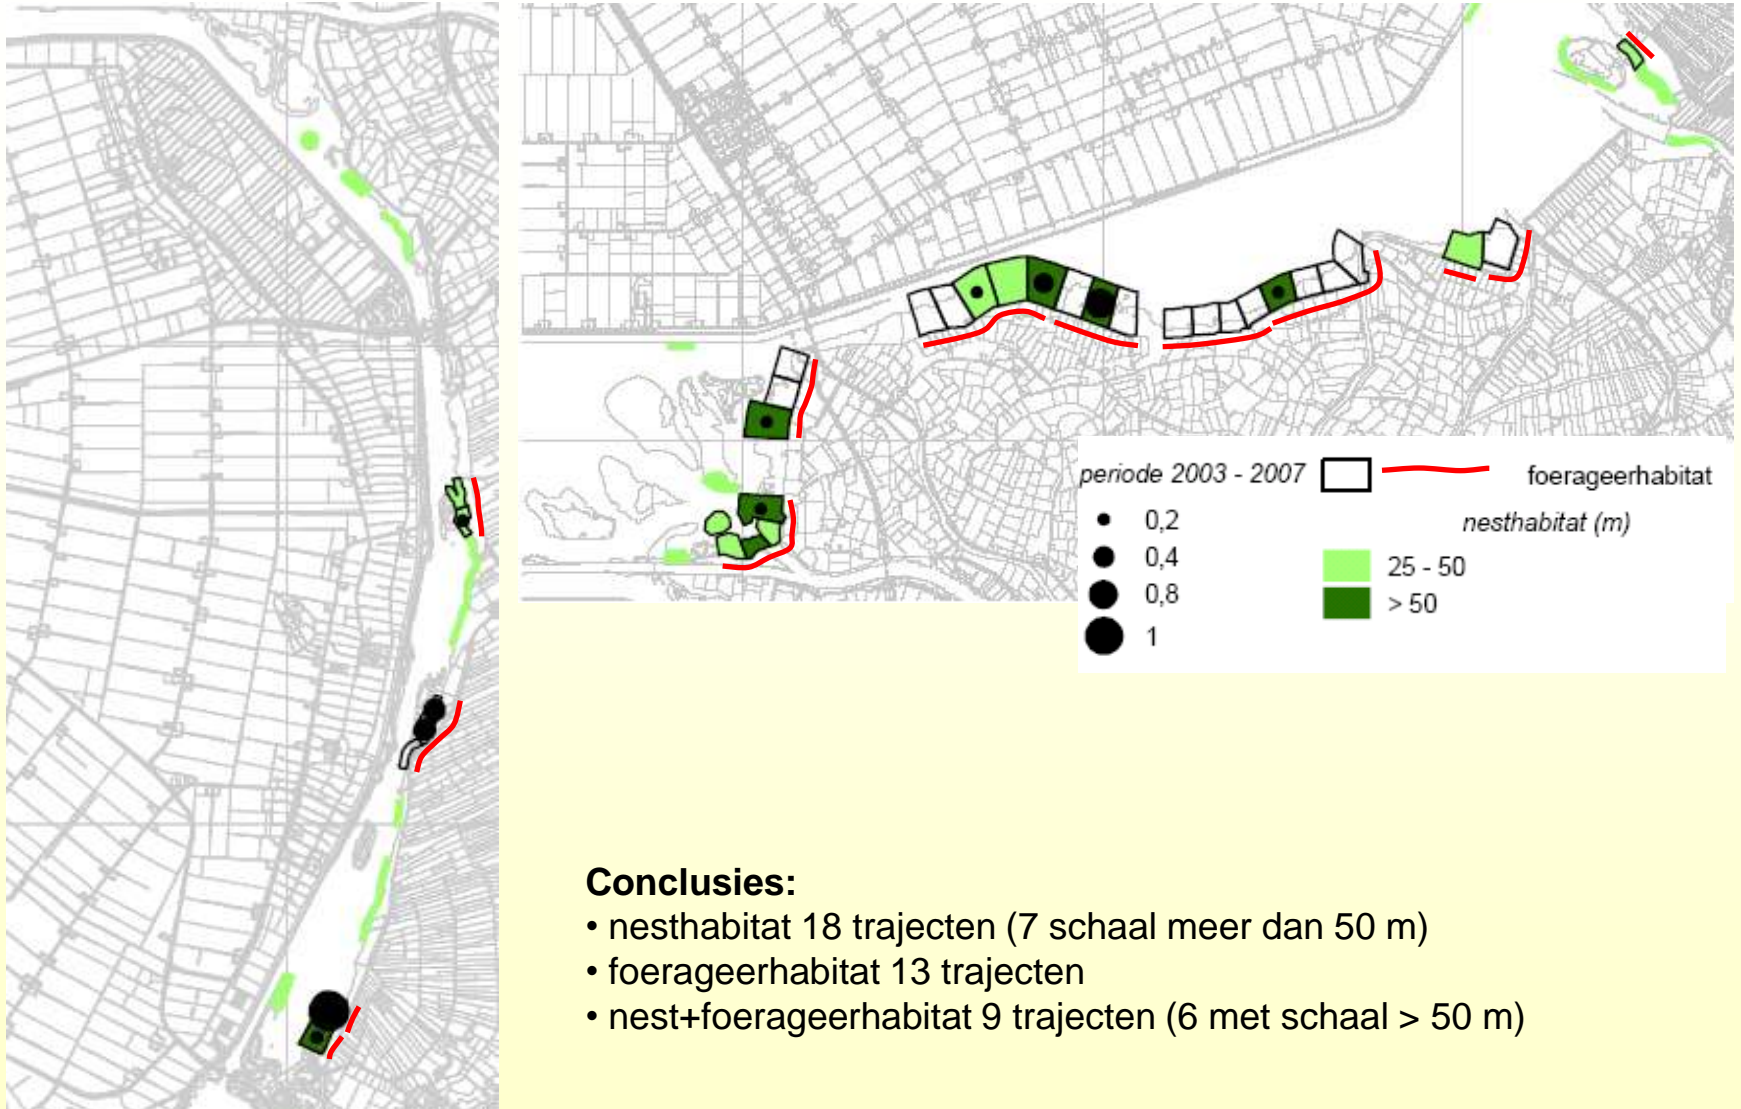 periode 2003 - 2007
foerageerhabitat
0,2
0,4
0,8
1
nesthabitat (m)
25 - 50
> 50
Conclusies:
• nesthabitat 18 trajecten (7 schaal meer dan 50 m)
• foerageerhabitat 13 trajecten
• nest+foerageerhabitat 9 trajecten (6 met schaal > 50 m)